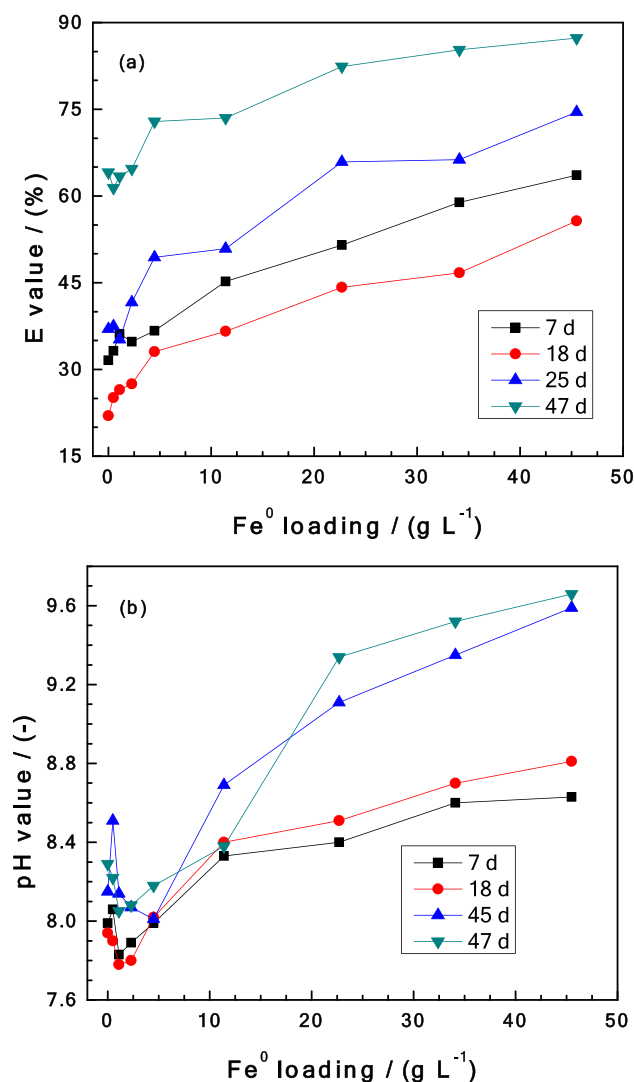 90
(a)
75
60
45
30
15
E value / (%)
7 d
18 d
25 d
47 d
0 10 20 30 40 50
Fe⁰ loading / (g L⁻¹)
9.6
(b)
9.2
8.8
8.4
8.0
7.6
pH value / (-)
7 d
18 d
45 d
47 d
0 10 20 30 40 50
Fe⁰ loading / (g L⁻¹)